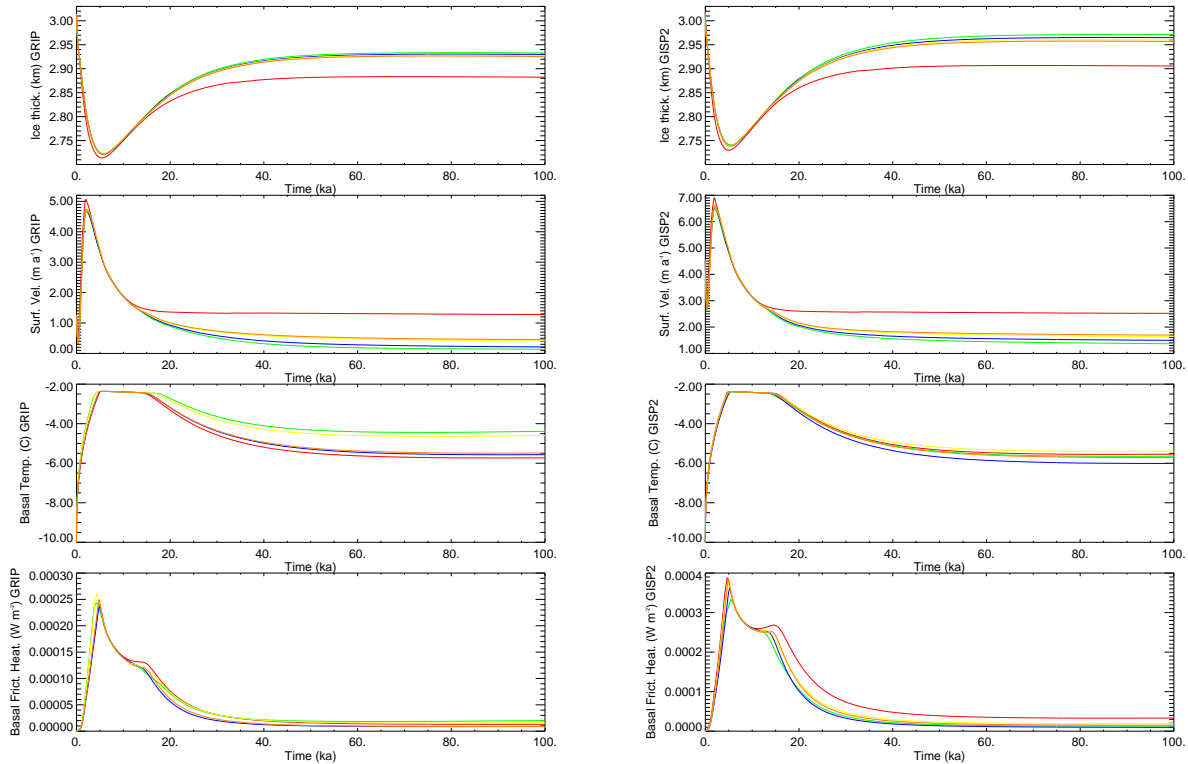 3.00
2.95
2.90
2.85
2.80
2.75
Ice thick. (km) GRIP
0. 20. 40. 60. 80. 100.
Time (ka)
3.00
2.95
2.90
2.85
2.80
2.75
Ice thick. (km) GISP2
0. 20. 40. 60. 80. 100.
Time (ka)
5.00
4.00
3.00
2.00
1.00
0.00
Surf. Vel. (m a¹) GRIP
0. 20. 40. 60. 80. 100.
Time (ka)
7.00
6.00
5.00
4.00
3.00
2.00
1.00
Surf. Vel. (m a¹) GISP2
0. 20. 40. 60. 80. 100.
Time (ka)
-2.00
-4.00
-6.00
-8.00
-10.00
Basal Temp. (C) GRIP
0. 20. 40. 60. 80. 100.
Time (ka)
-2.00
-4.00
-6.00
-8.00
-10.00
Basal Temp. (C) GISP2
0. 20. 40. 60. 80. 100.
Time (ka)
0.00030
0.00025
0.00020
0.00015
0.00010
0.00005
0.00000
Basal Frict. Heat. (W m⁻²) GRIP
0. 20. 40. 60. 80. 100.
Time (ka)
0.0004
0.0003
0.0002
0.0001
0.0000
Basal Frict. Heat. (W m⁻²) GISP2
0. 20. 40. 60. 80. 100.
Time (ka)